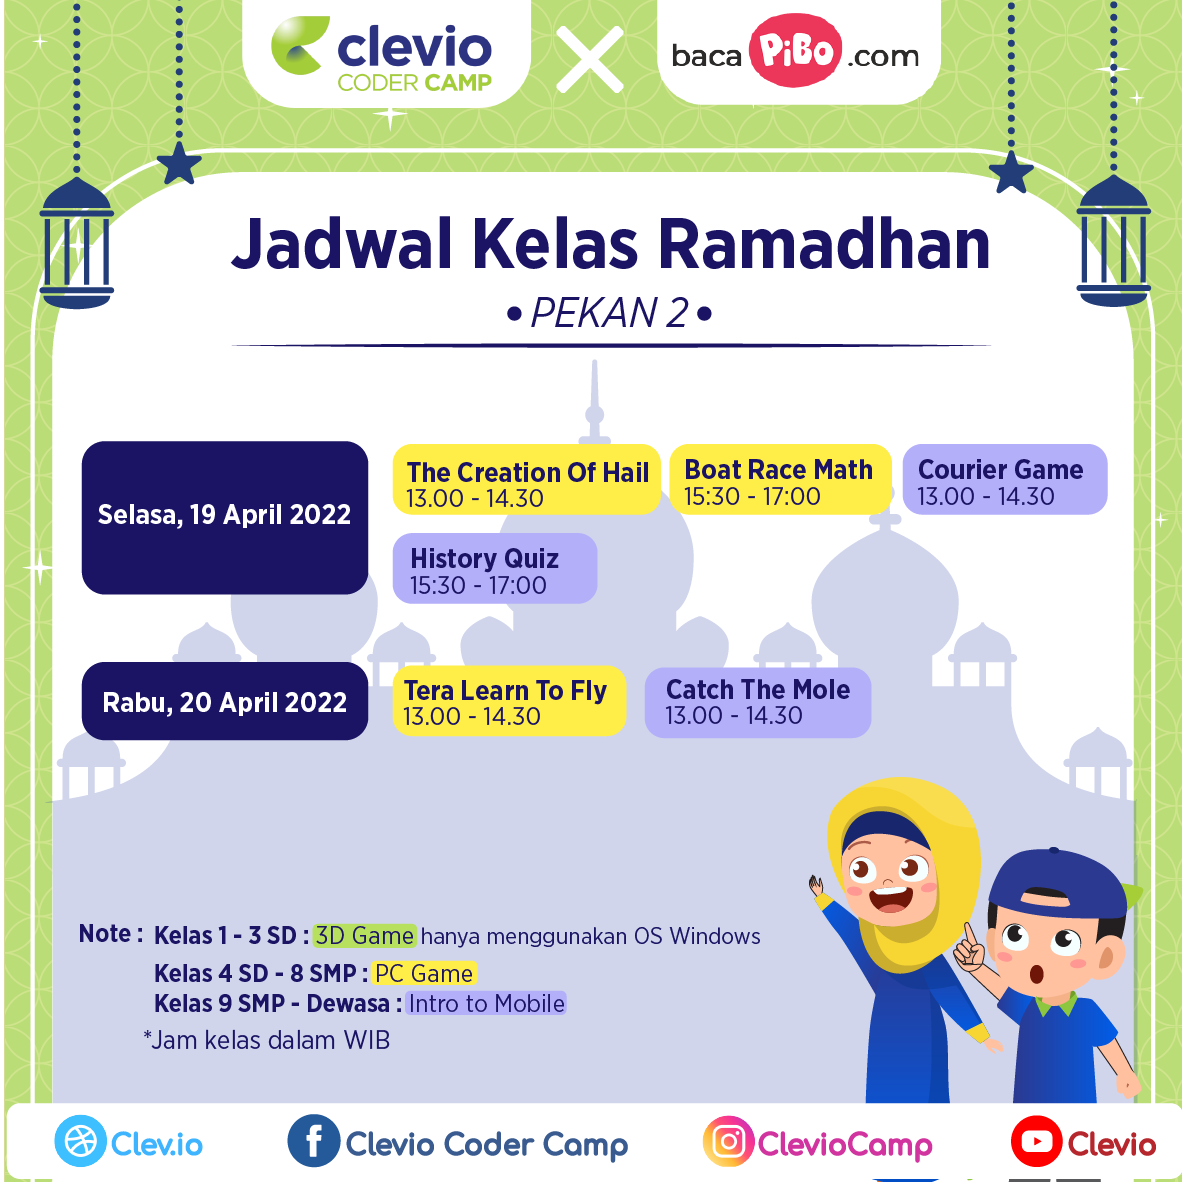 clevio
CODER CAMP
baca PiBo .com
Jadwal Kelas Ramadhan
• PEKAN 2 •
Selasa, 19 April 2022
The Creation Of Hail
13.00 - 14.30
Boat Race Math
15:30 - 17:00
Courier Game
13.00 - 14.30
History Quiz
15:30 - 17:00
Rabu, 20 April 2022
Tera Learn To Fly
13.00 - 14.30
Catch The Mole
13.00 - 14.30
Note : Kelas 1 - 3 SD : 3D Game hanya menggunakan OS Windows
Kelas 4 SD - 8 SMP : PC Game
Kelas 9 SMP - Dewasa : Intro to Mobile
*Jam kelas dalam WIB
Clev.io
Clevio Coder Camp
ClevioCamp
Clevio